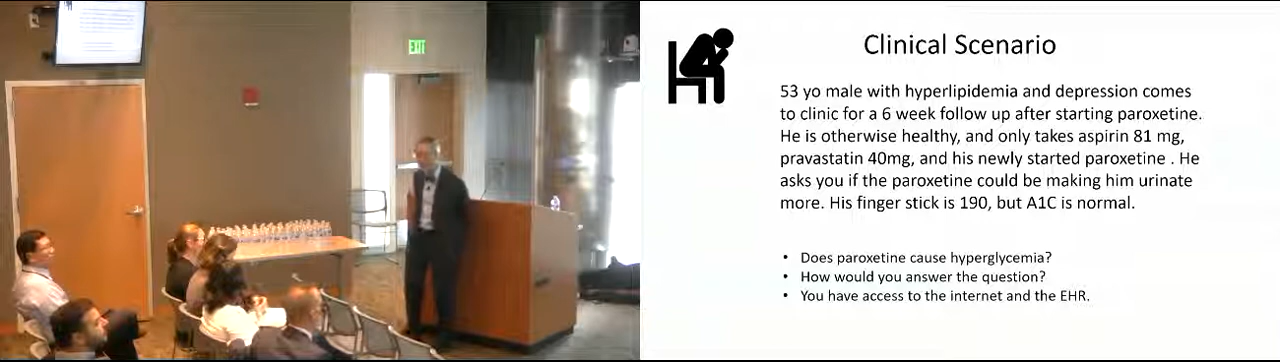 EXIT
Clinical Scenario
53 yo male with hyperlipidemia and depression comes
to clinic for a 6 week follow up after starting paroxetine.
He is otherwise healthy, and only takes aspirin 81 mg,
pravastatin 40mg, and his newly started paroxetine . He
asks you if the paroxetine could be making him urinate
more. His finger stick is 190, but A1C is normal.
• Does paroxetine cause hyperglycemia?
• How would you answer the question?
• You have access to the internet and the EHR.